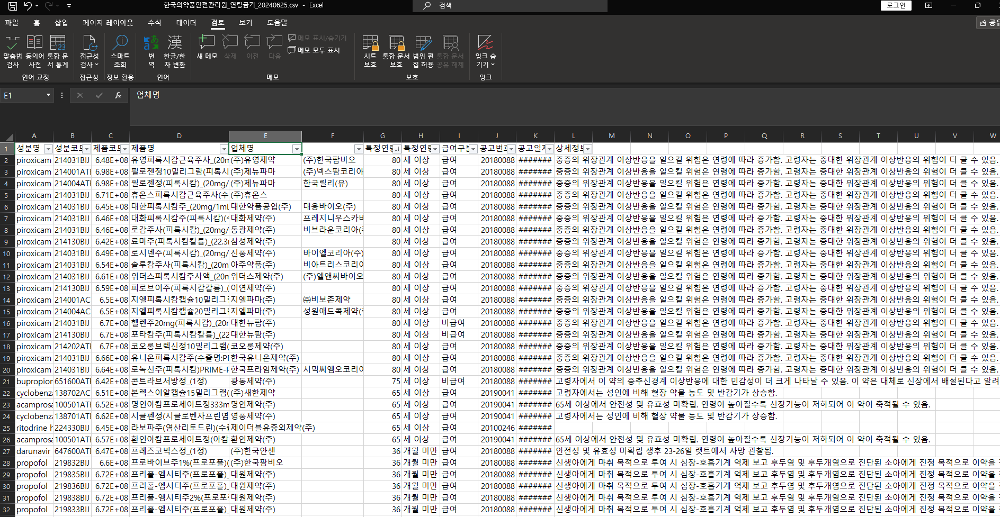 한국의약품안전관리원_연령금기_20240625.csv - Excel
검색
로그인
파일 홈 삽입 페이지 레이아웃 수식 데이터 검토 보기 도움말
공유
맞춤법 검사
동의어 사전
통합 문서 통계
접근성 검사
스마트 조회
번역
한글/한자 변환
새 메모
삭제
이전
다음
메모 표시/숨기기
메모 모두 표시
시트 보호
통합 문서 보호
범위 편집 허용
통합 문서 공유 해제
잉크 숨기기
언어 교정 접근성 정보 활용 언어 메모 보호 잉크
E1 fx 업체명
A B C D E F G H I J K L M N O P Q R S T U V W
1 성분명 성분코드 제품코드 제품명 업체명 특정연령 특정연령 급여구분 공고번호 공고일자 상세정보
2 piroxicam 214031BIJ 6.48E+08 유영피록시캄근육주사_(20m (주)유영제약 (주)한국팜비오 80 세 이상 급여 20180088 ####### 중증의 위장관계 이상반응을 일으킬 위험은 연령에 따라 증가함. 고령자는 중대한 위장관계 이상반응의 위험이 더 클 수 있음.
3 piroxicam 214001ATB 6.98E+08 필로젠정10밀리그람(피록시 (주)제뉴파마 (주)넥스팜코리아 80 세 이상 급여 20180088 ####### 중증의 위장관계 이상반응을 일으킬 위험은 연령에 따라 증가함. 고령자는 중대한 위장관계 이상반응의 위험이 더 클 수 있음.
4 piroxicam 214004ATB 6.98E+08 필로젠정(피록시캄)_(20mg/ (주)제뉴파마 한국릴리(유) 80 세 이상 급여 20180088 ####### 중증의 위장관계 이상반응을 일으킬 위험은 연령에 따라 증가함. 고령자는 중대한 위장관계 이상반응의 위험이 더 클 수 있음.
5 piroxicam 214031BIJ 6.71E+08 휴온스피록시캄근육주사(수 (주)휴온스 80 세 이상 급여 20180088 ####### 중증의 위장관계 이상반응을 일으킬 위험은 연령에 따라 증가함. 고령자는 중대한 위장관계 이상반응의 위험이 더 클 수 있음.
6 piroxicam 214031BIJ 6.45E+08 대한피록시캄주_(20mg/1mL 대한약품공업(주) 대웅바이오(주) 80 세 이상 급여 20180088 ####### 중증의 위장관계 이상반응을 일으킬 위험은 연령에 따라 증가함. 고령자는 중대한 위장관계 이상반응의 위험이 더 클 수 있음.
7 piroxicam 214031BIJ 6.46E+08 대화피록시캄주(피록시캄)(수 대화제약(주) 프레지니우스카비 80 세 이상 급여 20180088 ####### 중증의 위장관계 이상반응을 일으킬 위험은 연령에 따라 증가함. 고령자는 중대한 위장관계 이상반응의 위험이 더 클 수 있음.
8 piroxicam 214031BIJ 6.46E+08 로감주사(피록시캄)_(20mg/ 동광제약(주) 비브라운코리아(주 80 세 이상 급여 20180088 ####### 중증의 위장관계 이상반응을 일으킬 위험은 연령에 따라 증가함. 고령자는 중대한 위장관계 이상반응의 위험이 더 클 수 있음.
9 piroxicam 214130BIJ 6.42E+08 료마주(피록시캄칼륨)_(22.3 삼성제약(주) 80 세 이상 급여 20180088 ####### 중증의 위장관계 이상반응을 일으킬 위험은 연령에 따라 증가함. 고령자는 중대한 위장관계 이상반응의 위험이 더 클 수 있음.
10 piroxicam 214031BIJ 6.49E+08 로시덴주(피록시캄)_(20mg/ 신풍제약(주) 바이엘코리아(주) 80 세 이상 급여 20180088 ####### 중증의 위장관계 이상반응을 일으킬 위험은 연령에 따라 증가함. 고령자는 중대한 위장관계 이상반응의 위험이 더 클 수 있음.
11 piroxicam 214031BIJ 6.54E+08 솔루캄주사(피록시캄)_(20m 아주약품(주) 비아트리스코리아 80 세 이상 급여 20180088 ####### 중증의 위장관계 이상반응을 일으킬 위험은 연령에 따라 증가함. 고령자는 중대한 위장관계 이상반응의 위험이 더 클 수 있음.
12 piroxicam 214031BIJ 6.61E+08 위더스피록시캄주사액_(20m 위더스제약(주) (주)엘앤씨바이오 80 세 이상 급여 20180088 ####### 중증의 위장관계 이상반응을 일으킬 위험은 연령에 따라 증가함. 고령자는 중대한 위장관계 이상반응의 위험이 더 클 수 있음.
13 piroxicam 214130BIJ 6.59E+08 피로브이주(피록시캄칼륨)_( 이연제약(주) 80 세 이상 급여 20180088 ####### 중증의 위장관계 이상반응을 일으킬 위험은 연령에 따라 증가함. 고령자는 중대한 위장관계 이상반응의 위험이 더 클 수 있음.
14 piroxicam 214001AC 6.5E+08 지엘피록시캄캡슐10밀리그 지엘파마(주) ㈜비보존제약 80 세 이상 급여 20180088 ####### 중증의 위장관계 이상반응을 일으킬 위험은 연령에 따라 증가함. 고령자는 중대한 위장관계 이상반응의 위험이 더 클 수 있음.
15 piroxicam 214004AC 6.5E+08 지엘피록시캄캡슐20밀리그 지엘파마(주) 성원애드콕제약(주 80 세 이상 급여 20180088 ####### 중증의 위장관계 이상반응을 일으킬 위험은 연령에 따라 증가함. 고령자는 중대한 위장관계 이상반응의 위험이 더 클 수 있음.
16 piroxicam 214031BIJ 6.7E+08 헬렌주20mg(피록시캄)_(20m 대한뉴팜(주) 80 세 이상 비급여 20180088 ####### 중증의 위장관계 이상반응을 일으킬 위험은 연령에 따라 증가함. 고령자는 중대한 위장관계 이상반응의 위험이 더 클 수 있음.
17 piroxicam 214130BIJ 6.7E+08 포타캄주(피록시캄칼륨)_(22 대한뉴팜(주) 80 세 이상 비급여 20180088 ####### 중증의 위장관계 이상반응을 일으킬 위험은 연령에 따라 증가함. 고령자는 중대한 위장관계 이상반응의 위험이 더 클 수 있음.
18 piroxicam 214202ATB 6.7E+08 코오롱브렉신정10밀리그램( 코오롱제약(주) 80 세 이상 급여 20180088 ####### 중증의 위장관계 이상반응을 일으킬 위험은 연령에 따라 증가함. 고령자는 중대한 위장관계 이상반응의 위험이 더 클 수 있음.
19 piroxicam 214031BIJ 6.66E+08 유니온피록시캄주(수출명:PI 한국유니온제약(주) 80 세 이상 급여 20180088 ####### 중증의 위장관계 이상반응을 일으킬 위험은 연령에 따라 증가함. 고령자는 중대한 위장관계 이상반응의 위험이 더 클 수 있음.
20 piroxicam 214031BIJ 6.64E+08 로녹신주(피록시캄)PRIME-P 한국프라임제약(주) 시믹씨엠오코리아 80 세 이상 급여 20180088 ####### 중증의 위장관계 이상반응을 일으킬 위험은 연령에 따라 증가함. 고령자는 중대한 위장관계 이상반응의 위험이 더 클 수 있음.
21 bupropion 651600ATB 6.42E+08 콘트라브서방정_(1정) 광동제약(주) 75 세 이상 비급여 20180088 ####### 고령자에서 이 약의 중추신경계 이상반응에 대한 민감성이 더 크게 나타날 수 있음. 이 약은 대체로 신장에서 배설된다고 알려
22 cyclobenza 138702AC 6.51E+08 본렉스이알캡슐15밀리그램( (주)새한제약 65 세 이상 급여 20190041 ####### 고령자에서는 성인에 비해 혈장 약물 농도 및 반감기가 상승함.
23 acamprosa 100501ATE 6.52E+08 명인아캄프로세이트정333m 명인제약(주) 65 세 이상 급여 20190041 ####### 65세 이상에서 안전성 및 유효성 미확립. 연령이 높아질수록 신장기능이 저하되어 이 약이 축적될 수 있음.
24 cyclobenza 138701ATB 6.62E+08 시클펜정(시클로벤자프린염 영풍제약(주) 65 세 이상 급여 20190041 ####### 고령자에서는 성인에 비해 혈장 약물 농도 및 반감기가 상승함.
25 ritodrine h 224330BIJ 6.45E+08 라보파주(염산리토드린)(수출 제이더블유중외제약(주) 65 세 이상 급여 20100246 #######
26 acamprosa 100501ATE 6.57E+08 환인아캄프로세이트정(아캄 환인제약(주) 65 세 이상 급여 20190041 ####### 65세 이상에서 안전성 및 유효성 미확립. 연령이 높아질수록 신장기능이 저하되어 이 약이 축적될 수 있음.
27 darunavir 647600ATB 6.47E+08 프레즈코빅스정_(1정) (주)한국얀센 36 개월 미만 급여 20180088 ####### 안전성 및 유효성 미확립 생후 23-26일 랫트에서 사망 관찰됨.
28 propofol 219832BIJ 6.6E+08 프로바이브주1%(프로포폴)( (주)한국팜비오 36 개월 미만 급여 20180088 ####### 신생아에게 마취 목적으로 투여 시 심장-호흡기계 억제 보고 후두염 및 후두개염으로 진단된 소아에게 진정 목적으로 이약을
29 propofol 219835BIJ 6.72E+08 프리폴-엠시티주(프로포폴)_ 대원제약(주) 36 개월 미만 급여 20180088 ####### 신생아에게 마취 목적으로 투여 시 심장-호흡기계 억제 보고 후두염 및 후두개염으로 진단된 소아에게 진정 목적으로 이약을
30 propofol 219836BIJ 6.72E+08 프리폴-엠시티주(프로포폴)_ 대원제약(주) 36 개월 미만 급여 20180088 ####### 신생아에게 마취 목적으로 투여 시 심장-호흡기계 억제 보고 후두염 및 후두개염으로 진단된 소아에게 진정 목적으로 이약을
31 propofol 219838BIJ 6.72E+08 프리폴-엠시티주2%(프로포 대원제약(주) 36 개월 미만 급여 20180088 ####### 신생아에게 마취 목적으로 투여 시 심장-호흡기계 억제 보고 후두염 및 후두개염으로 진단된 소아에게 진정 목적으로 이약을
32 propofol 219833BIJ 6.72E+08 프리폴-엠시티주(프로포폴)_ 대원제약(주) 36 개월 미만 급여 20180088 ####### 신생아에게 마취 목적으로 투여 시 심장-호흡기계 억제 보고 후두염 및 후두개염으로 진단된 소아에게 진정 목적으로 이약을